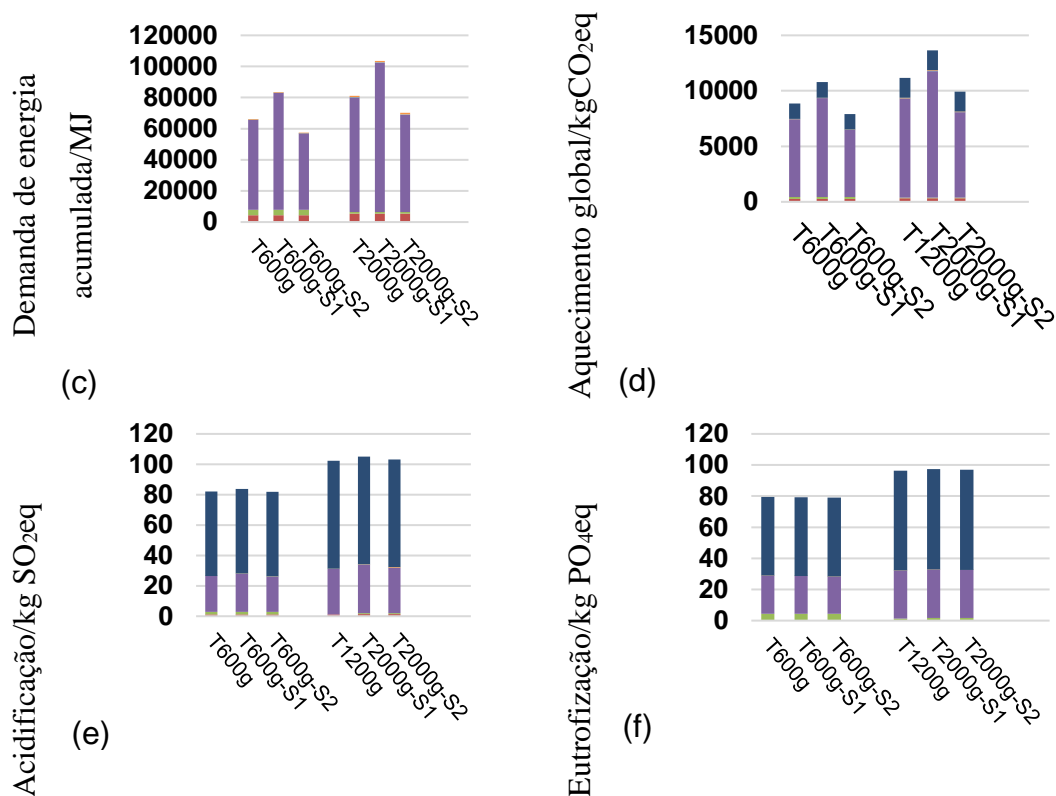 Demanda de energia
acumulada/MJ
120000
100000
80000
60000
40000
20000
0
T600g
T600g-S1
T600g-S2
T2000g
T2000g-S1
T2000g-S2
(c)
Aquecimento global/kgCO₂eq
15000
10000
5000
0
T600g
T600g-S1
T600g-S2
T1200g
T2000g-S1
T2000g-S2
(d)
Acidificação/kg SO₂eq
120
100
80
60
40
20
0
T600g
T600g-S1
T600g-S2
T1200g
T2000g-S1
T2000g-S2
(e)
Eutrofização/kg PO₄eq
120
100
80
60
40
20
0
T600g
T600g-S1
T600g-S2
T1200g
T2000g-S1
T2000g-S2
(f)